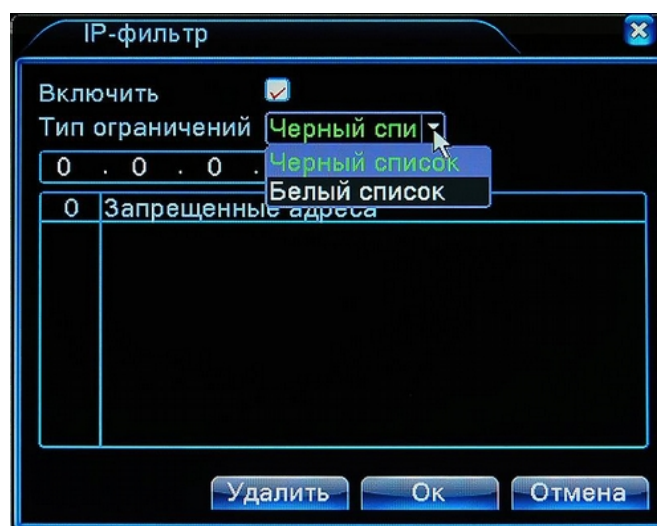 IP-фильтр
Включить
Тип ограничений Черный спи
0 . 0 . 0 .
Черный список
Белый список
0 Запрещенные адреса
Удалить Ок Отмена